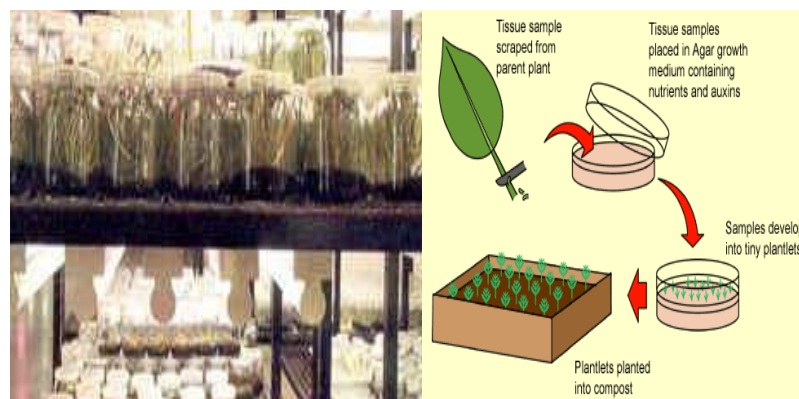 Tissue sample
scraped from
parent plant
Tissue samples
placed in Agar growth
medium containing
nutrients and auxins
Samples develo
into tiny plantlets
Plantlets planted
into compost